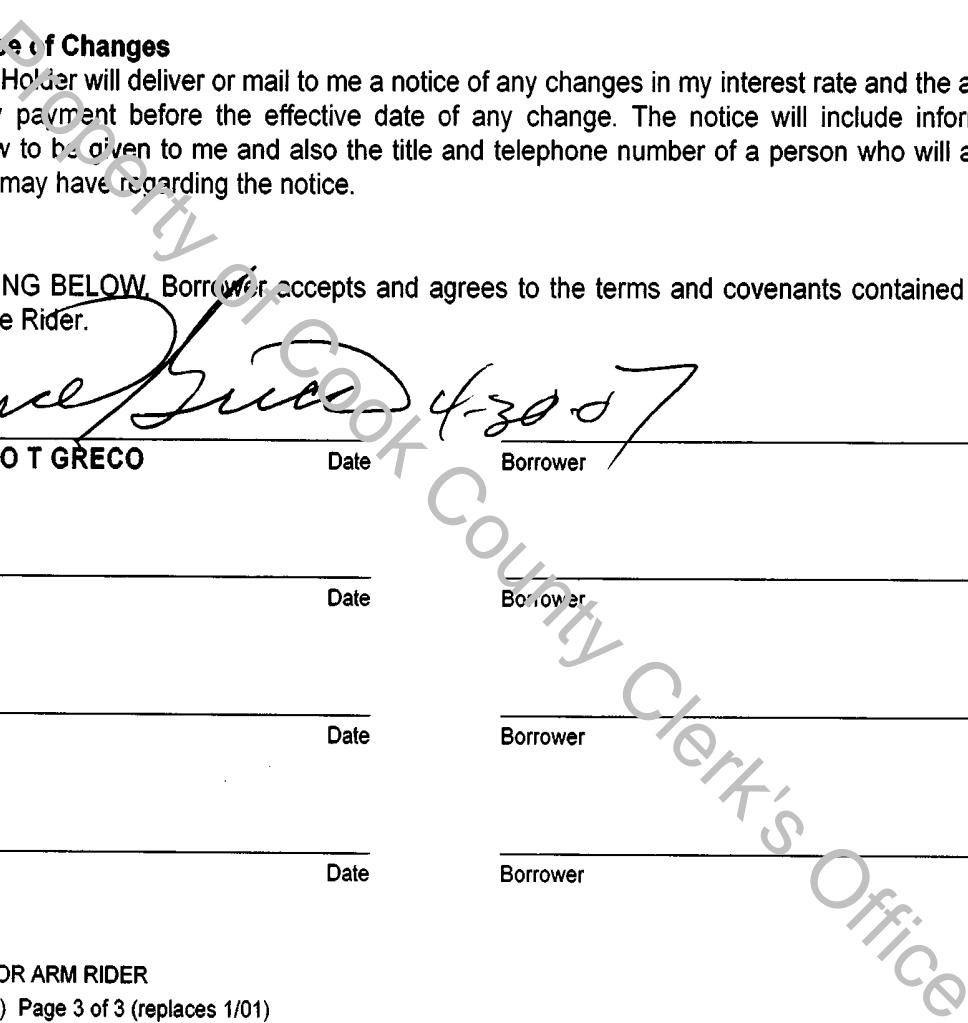 of Changes
Holder will deliver or mail to me a notice of any changes in my interest rate and the
payment before the effective date of any change. The notice will include
to be given to me and also the title and telephone number of a person who will
may have regarding the notice.
NG BELOW, Borrower accepts and agrees to the terms and covenants contained
e Rider.
4-30-07
O T GRECO Date Borrower
Date Borrower
Date Borrower
Date Borrower
OR ARM RIDER
) Page 3 of 3 (replaces 1/01)
Property of Cook County Clerk's Office